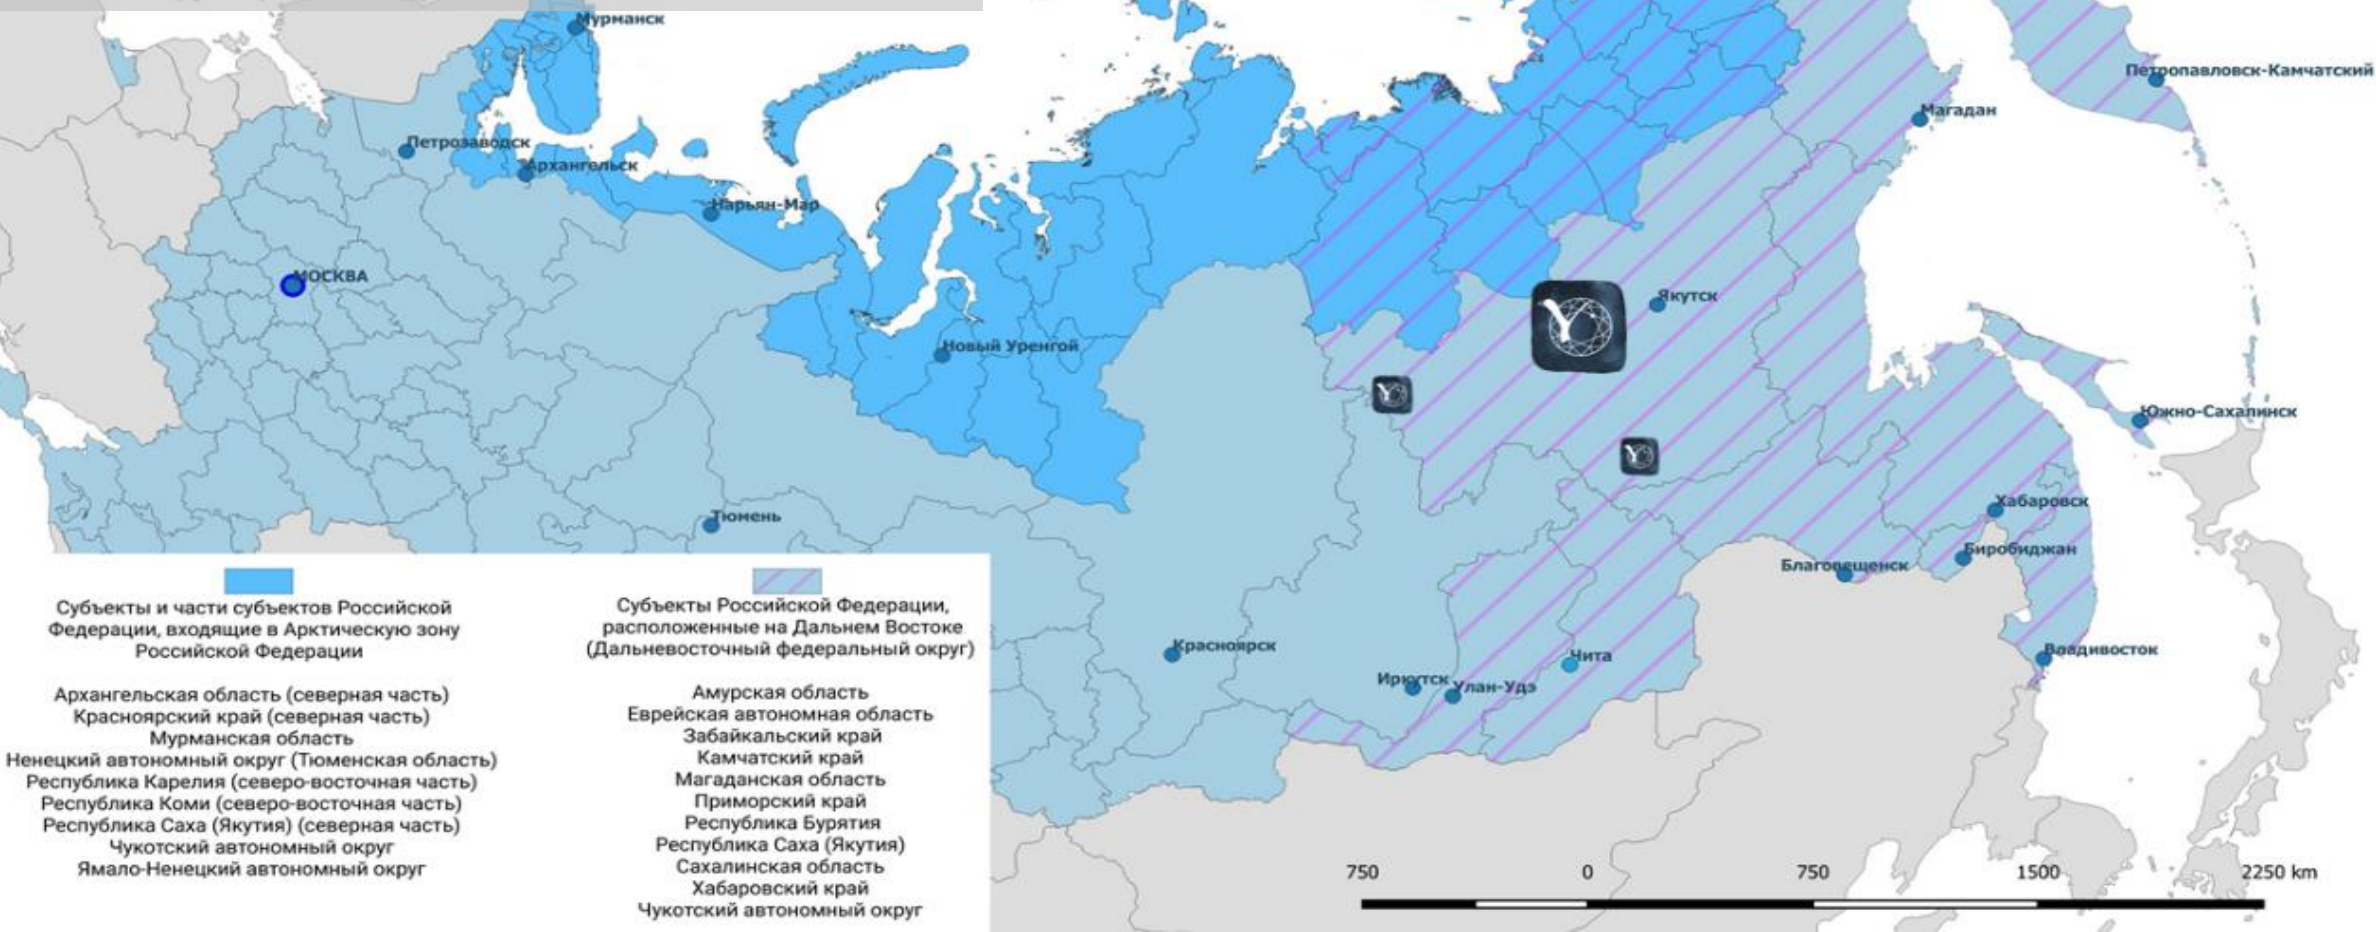 Мурманск
Петропавловск-Камчатский
Магадан
Петрозаводск
Архангельск
Нарьян-Мар
МОСКВА
Якутск
Новый Уренгой
Южно-Сахалинск
Хабаровск
Тюмень
Биробиджан
Благовещенск
Красноярск
Чита
Владивосток
Иркутск
Улан-Удэ
Субъекты и части субъектов Российской
Федерации, входящие в Арктическую зону
Российской Федерации
Архангельская область (северная часть)
Красноярский край (северная часть)
Мурманская область
Ненецкий автономный округ (Тюменская область)
Республика Карелия (северо-восточная часть)
Республика Коми (северо-восточная часть)
Республика Саха (Якутия) (северная часть)
Чукотский автономный округ
Ямало-Ненецкий автономный округ
Субъекты Российской Федерации,
расположенные на Дальнем Востоке
(Дальневосточный федеральный округ)
Амурская область
Еврейская автономная область
Забайкальский край
Камчатский край
Магаданская область
Приморский край
Республика Бурятия
Республика Саха (Якутия)
Сахалинская область
Хабаровский край
Чукотский автономный округ
750 0 750 1500 2250 km